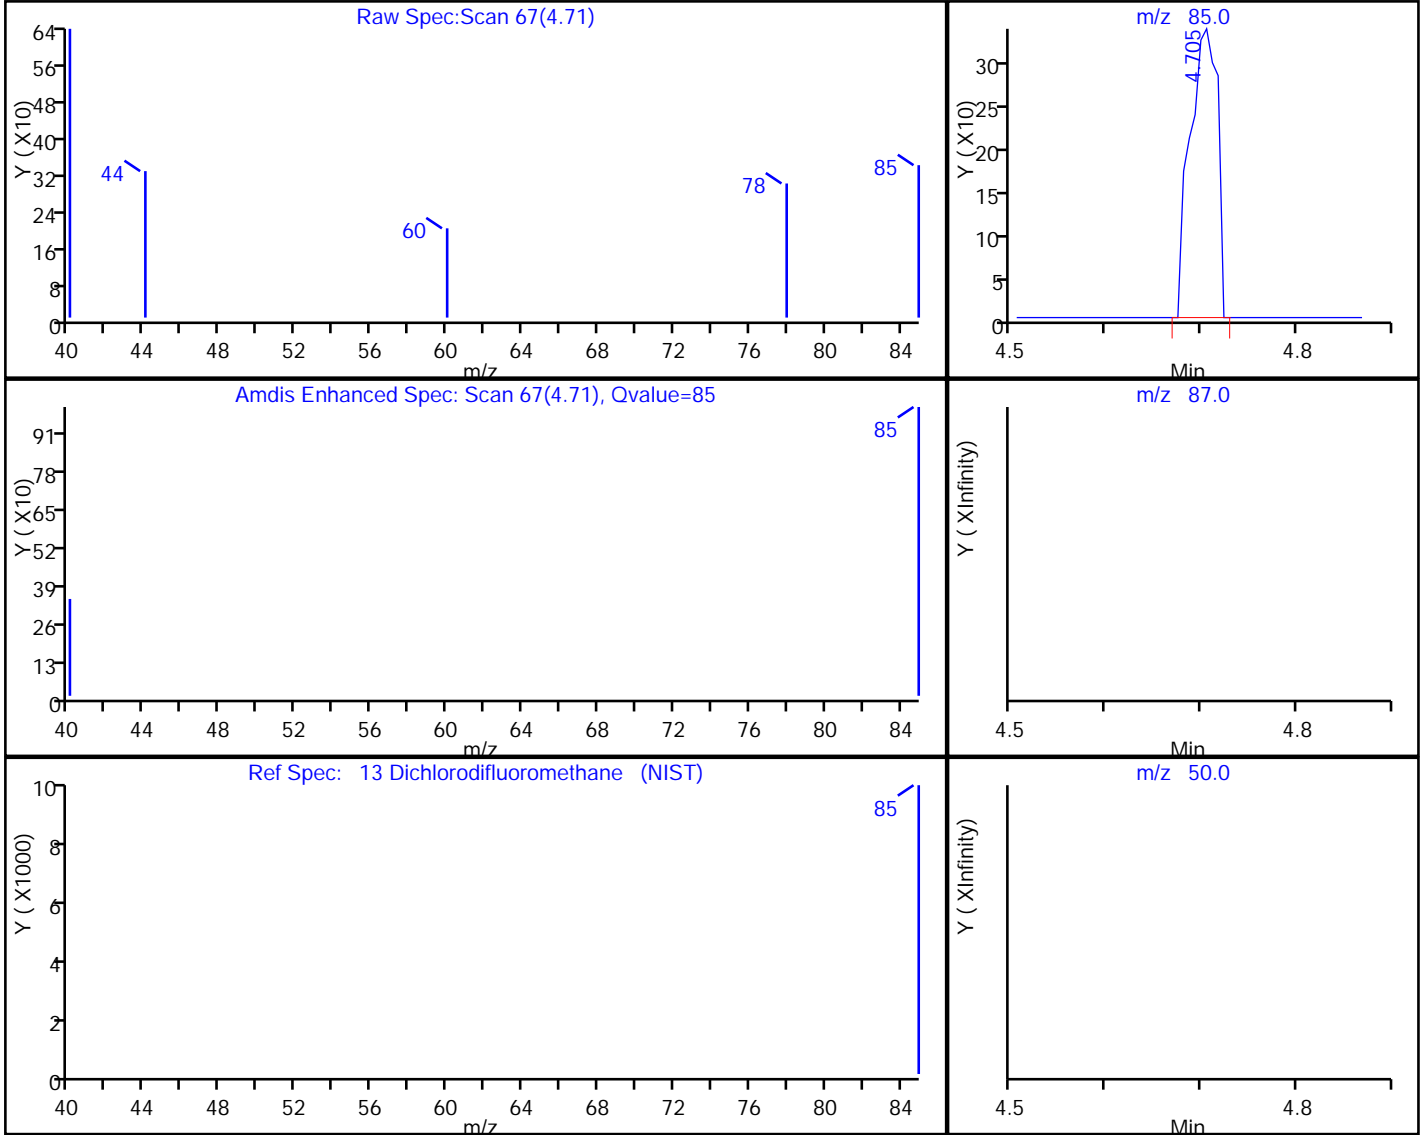 Raw Spec:Scan 67(4.71)
Y ( X10)
64
56
48
40
32
24
16
8
0
44
60
78
85
40 44 48 52 56 60 64 68 72 76 80 84
m/z
m/z 85.0
Y ( X10)
30
25
20
15
10
5
0
4.705
4.5 4.8
Min
Amdis Enhanced Spec: Scan 67(4.71), Qvalue=85
Y ( X10)
91
78
65
52
39
26
13
0
85
40 44 48 52 56 60 64 68 72 76 80 84
m/z
m/z 87.0
Y ( XInfinity)
4.5 4.8
Min
Ref Spec: 13 Dichlorodifluoromethane (NIST)
Y ( X1000)
10
8
6
4
2
0
85
40 44 48 52 56 60 64 68 72 76 80 84
m/z
m/z 50.0
Y ( XInfinity)
4.5 4.8
Min